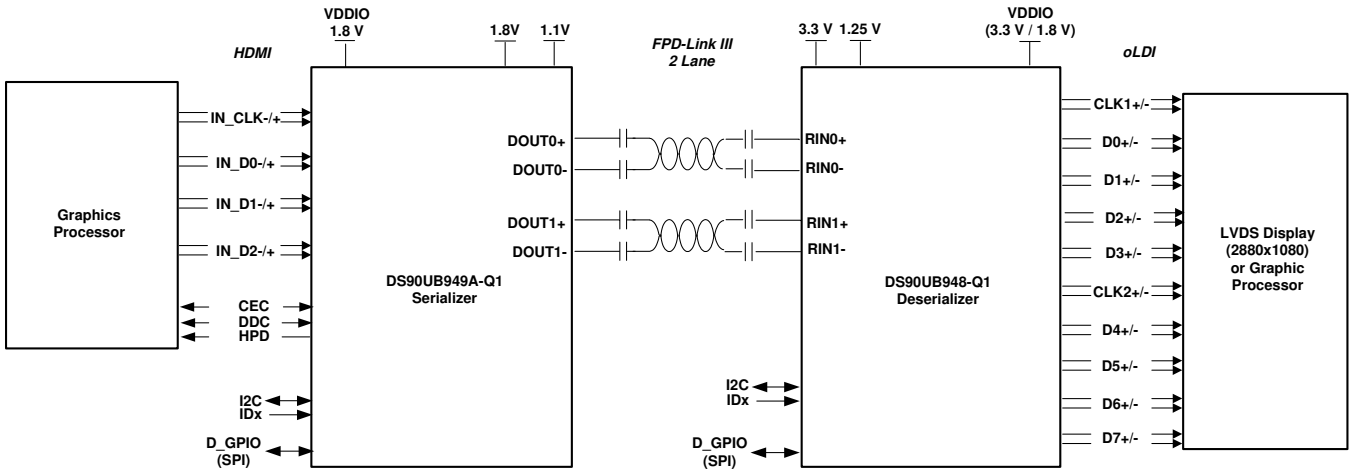 VDDIO
1.8 V
1.8V
1.1V
HDMI
FPD-Link III
2 Lane
3.3 V
1.25 V
VDDIO
(3.3 V / 1.8 V)
oLDI
Graphics
Processor
IN_CLK-/+
IN_D0-/+
IN_D1-/+
IN_D2-/+
CEC
DDC
HPD
I2C
IDx
D_GPIO
(SPI)
DS90UB949A-Q1
Serializer
DOUT0+
DOUT0-
DOUT1+
DOUT1-
RIN0+
RIN0-
RIN1+
RIN1-
DS90UB948-Q1
Deserializer
I2C
IDx
D_GPIO
(SPI)
CLK1+/-
D0+/-
D1+/-
D2+/-
D3+/-
CLK2+/-
D4+/-
D5+/-
D6+/-
D7+/-
LVDS Display
(2880x1080)
or Graphic
Processor